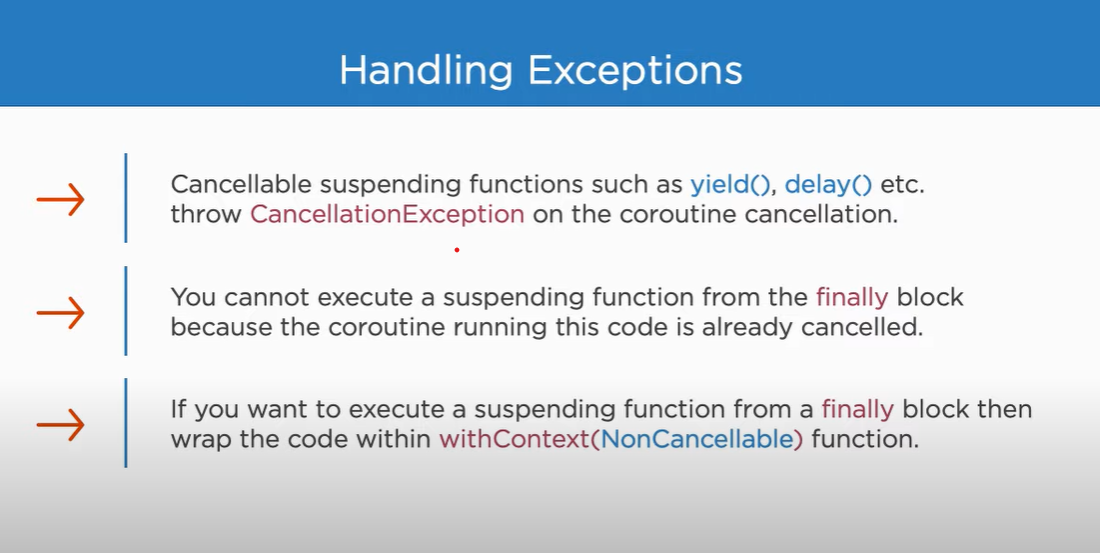 Handling Exceptions
Cancellable suspending functions such as yield(), delay() etc.
throw CancellationException on the coroutine cancellation.
You cannot execute a suspending function from the finally block
because the coroutine running this code is already cancelled.
If you want to execute a suspending function from a finally block then
wrap the code within withContext(NonCancellable) function.